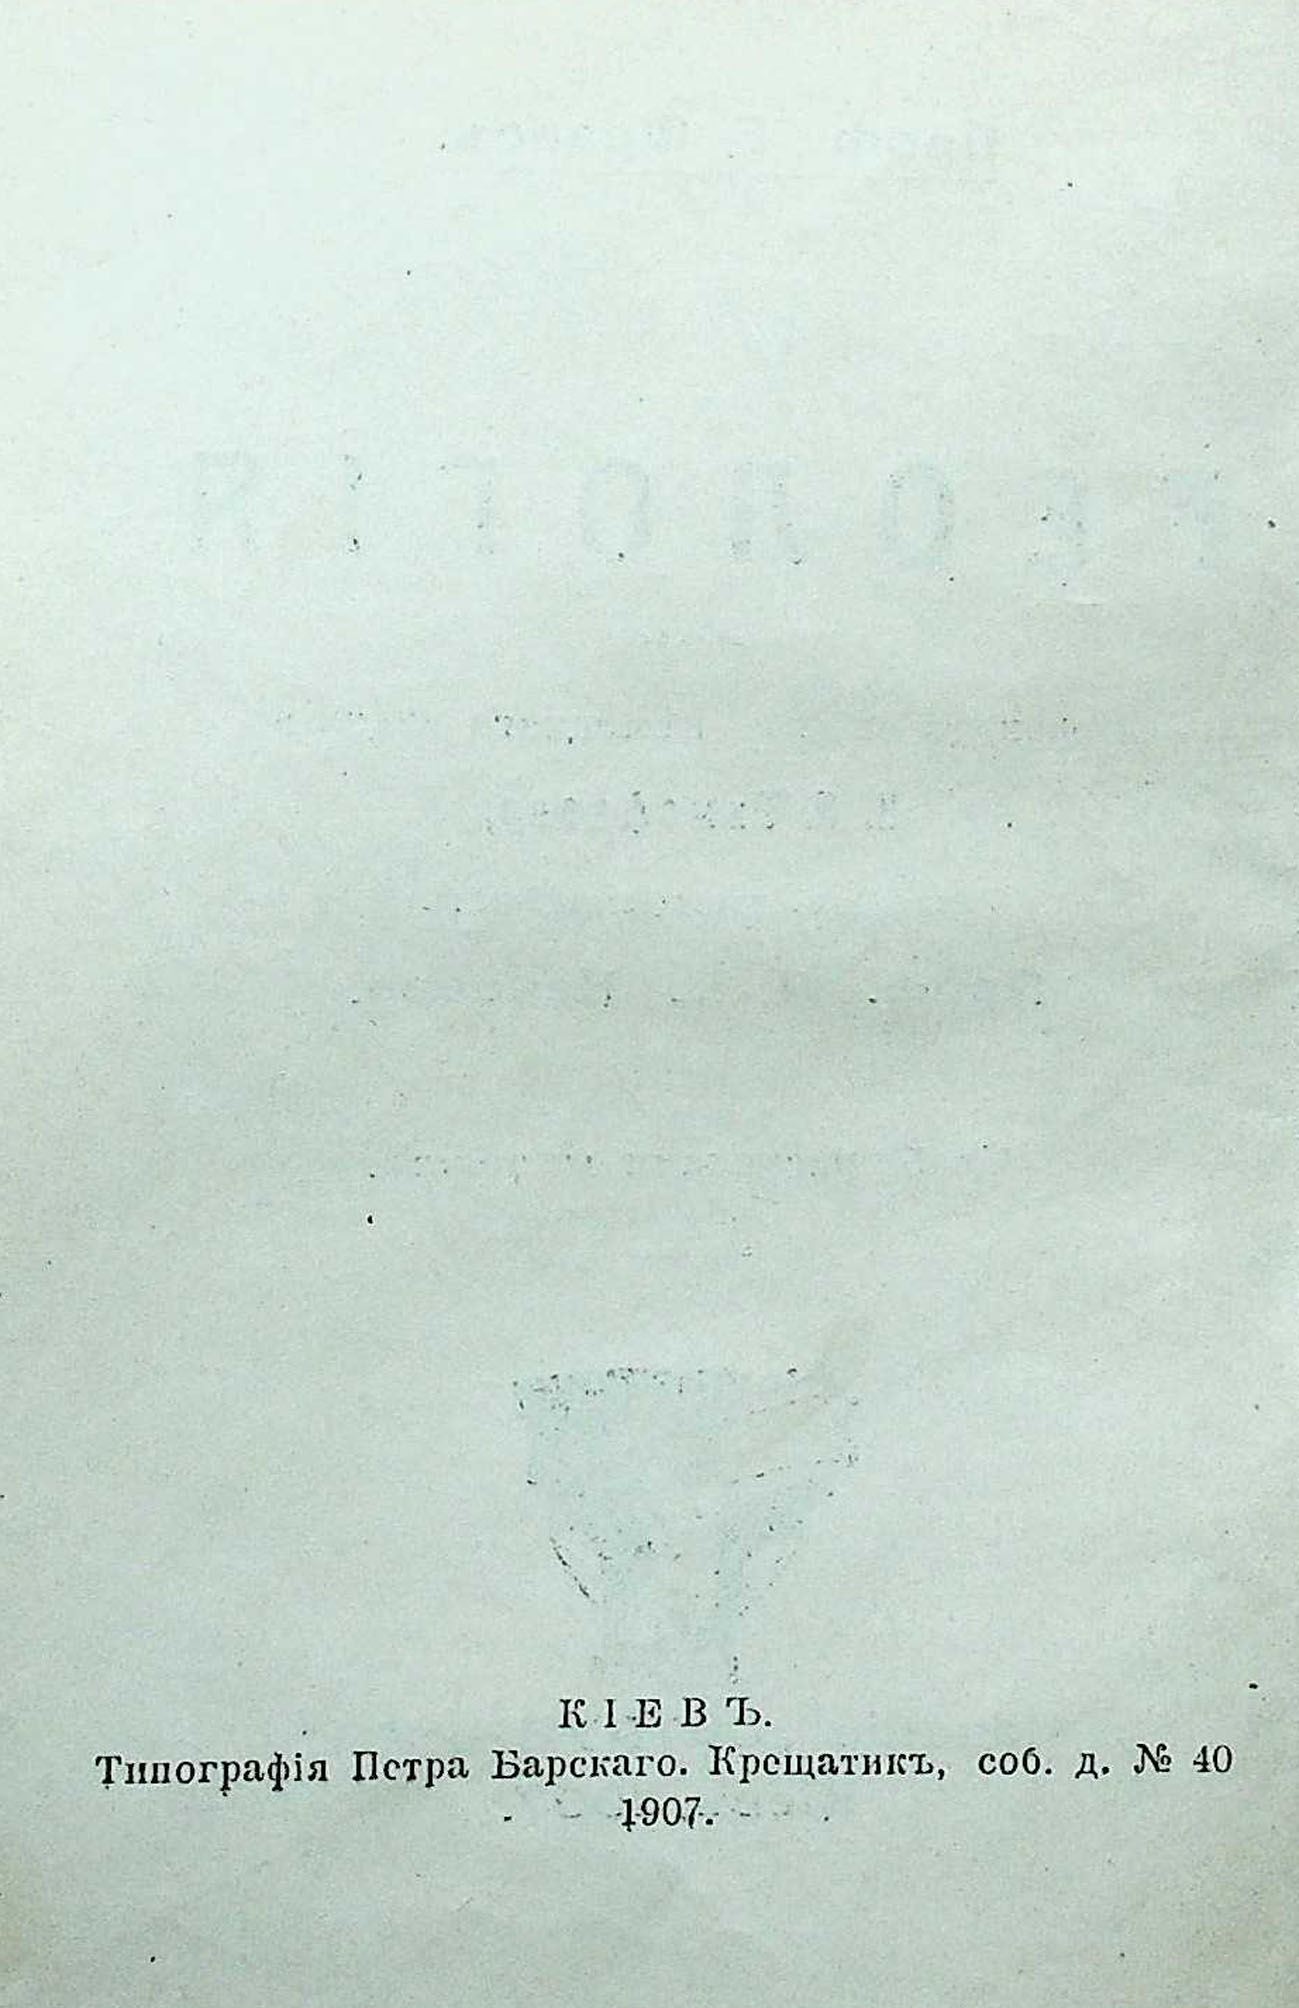 КІЕВЪ.
Типографія Петра Барскаго. Крещатикъ, соб. д. № 40
1907.